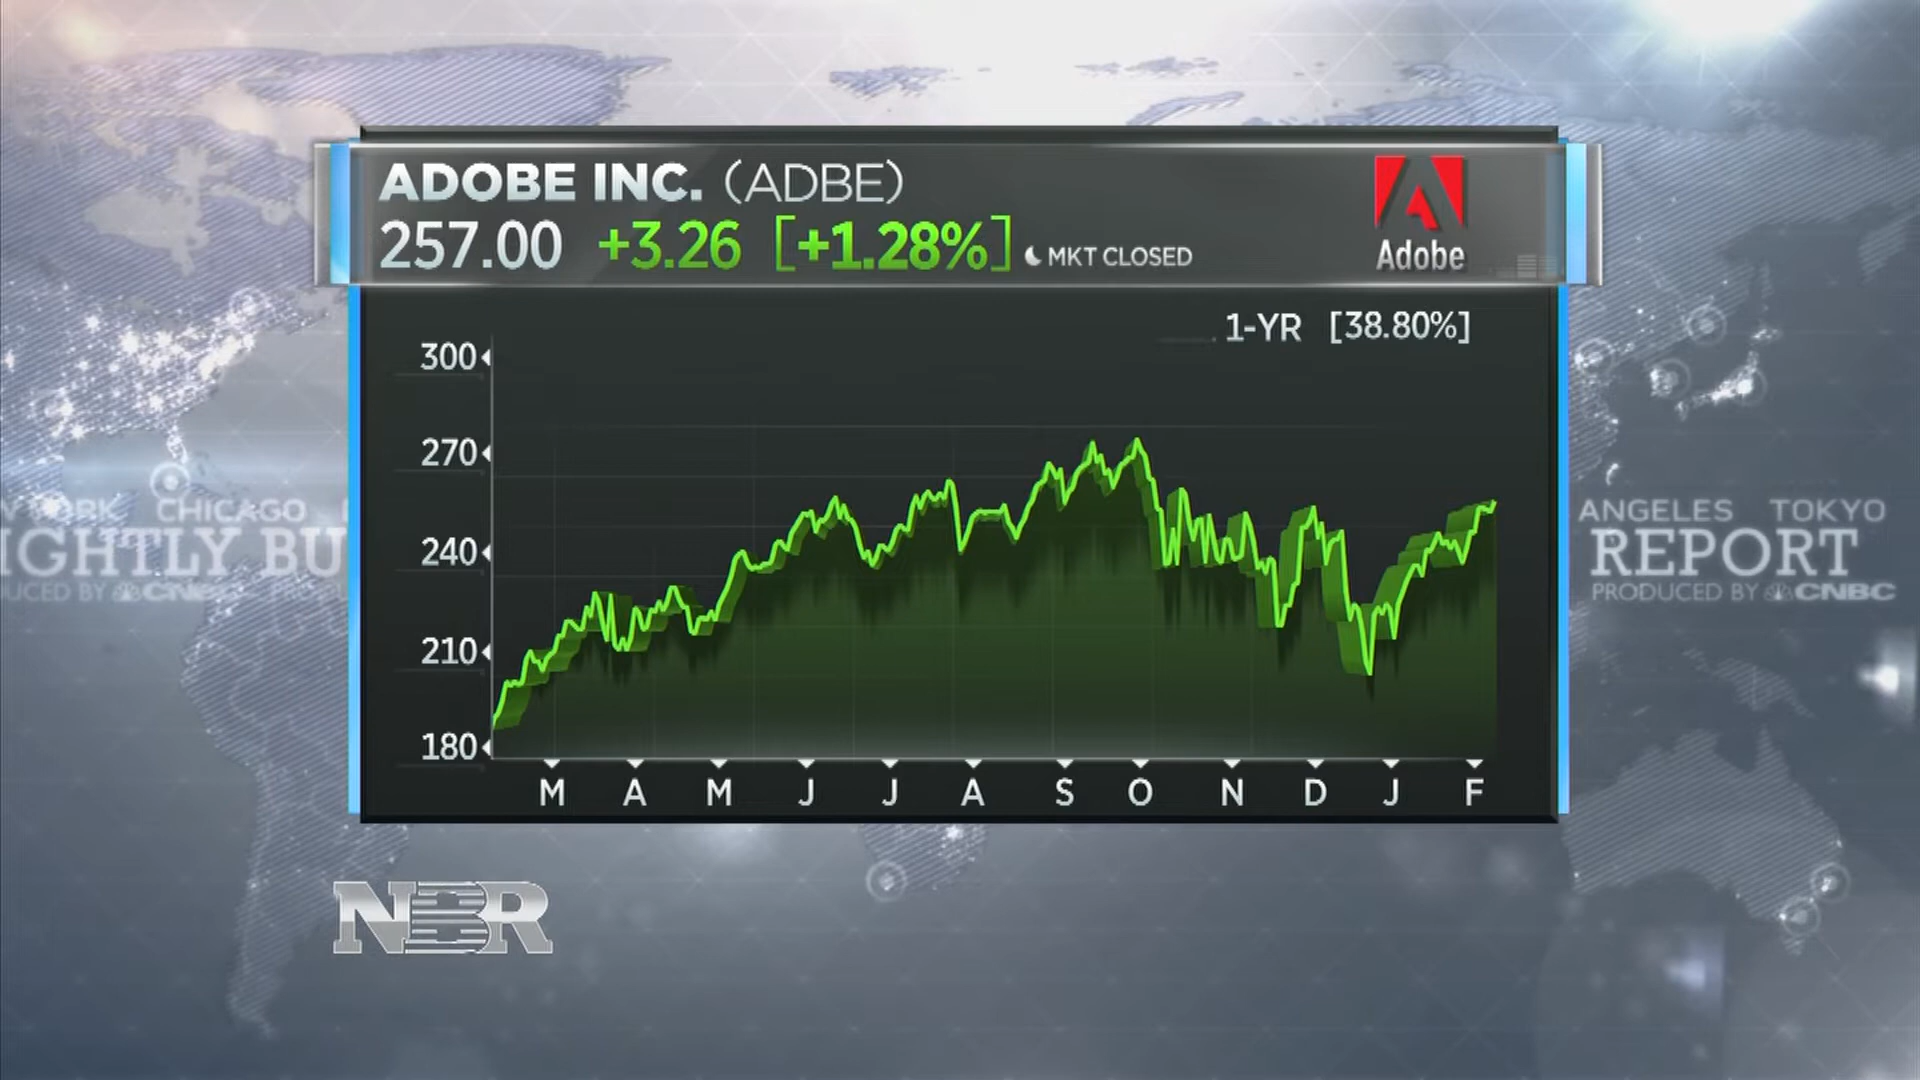 ADOBE INC. (ADBE)
257.00 +3.26 [+1.28%] MKT CLOSED
Adobe
1-YR [38.80%]
300
270
240
210
180
M A M J J A S O N D J F
CHICAGO
ANGELES TOKYO
REPORT
PRODUCED BY CNBC
NBR